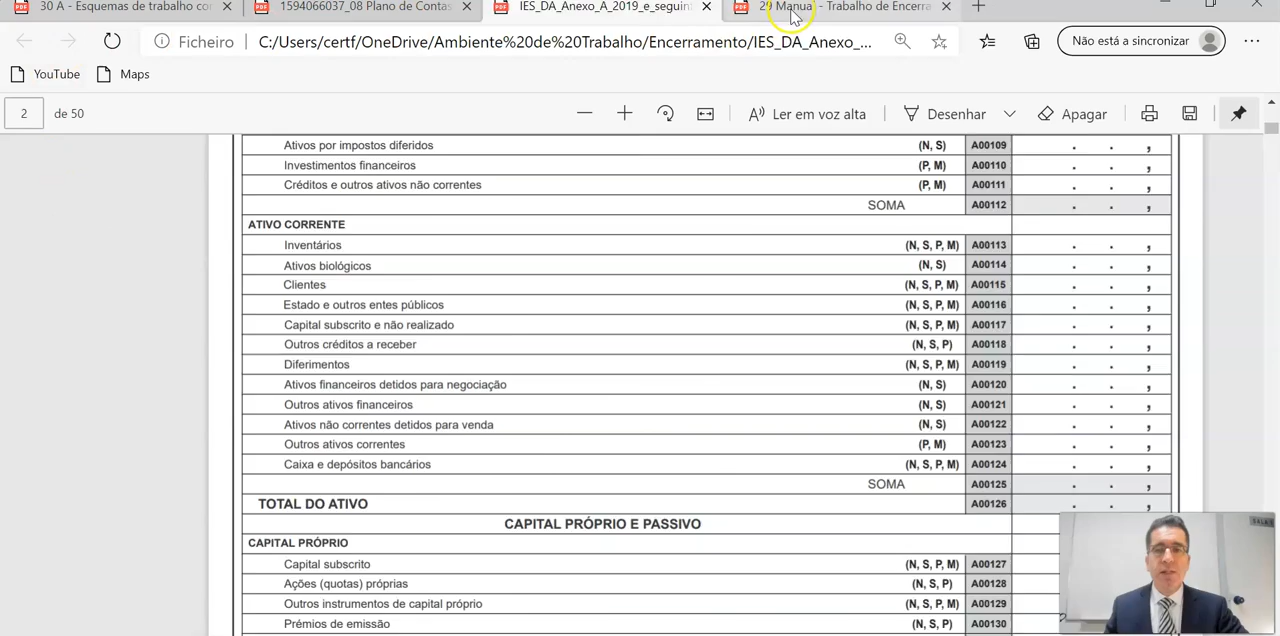 30 A - Esquemas de trabalho co
1594066037_08 Plano de Contas
IES_DA_Anexo_A_2019_e_seguint
29 Manual - Trabalho de Encerra
Ficheiro
C:/Users/certf/OneDrive/Ambiente%20de%20Trabalho/Encerramento/IES_DA_Anexo_...
Não está a sincronizar
YouTube
Maps
2 de 50
Ler em voz alta
Desenhar
Apagar
Ativos por impostos diferidos (N, S) A00109 . . ,
Investimentos financeiros (P, M) A00110 . . ,
Créditos e outros ativos não correntes (P, M) A00111 . . ,
SOMA A00112 . . ,
ATIVO CORRENTE
Inventários (N, S, P, M) A00113 . . ,
Ativos biológicos (N, S) A00114 . . ,
Clientes (N, S, P, M) A00115 . . ,
Estado e outros entes públicos (N, S, P, M) A00116 . . ,
Capital subscrito e não realizado (N, S, P, M) A00117 . . ,
Outros créditos a receber (N, S, P) A00118 . . ,
Diferimentos (N, S, P, M) A00119 . . ,
Ativos financeiros detidos para negociação (N, S) A00120 . . ,
Outros ativos financeiros (N, S) A00121 . . ,
Ativos não correntes detidos para venda (N, S) A00122 . . ,
Outros ativos correntes (P, M) A00123 . . ,
Caixa e depósitos bancários (N, S, P, M) A00124 . . ,
SOMA A00125 . . ,
TOTAL DO ATIVO A00126 . . ,
CAPITAL PRÓPRIO E PASSIVO
CAPITAL PRÓPRIO
Capital subscrito (N, S, P, M) A00127
Ações (quotas) próprias (N, S, P) A00128
Outros instrumentos de capital próprio (N, S, P, M) A00129
Prémios de emissão (N, S, P) A00130